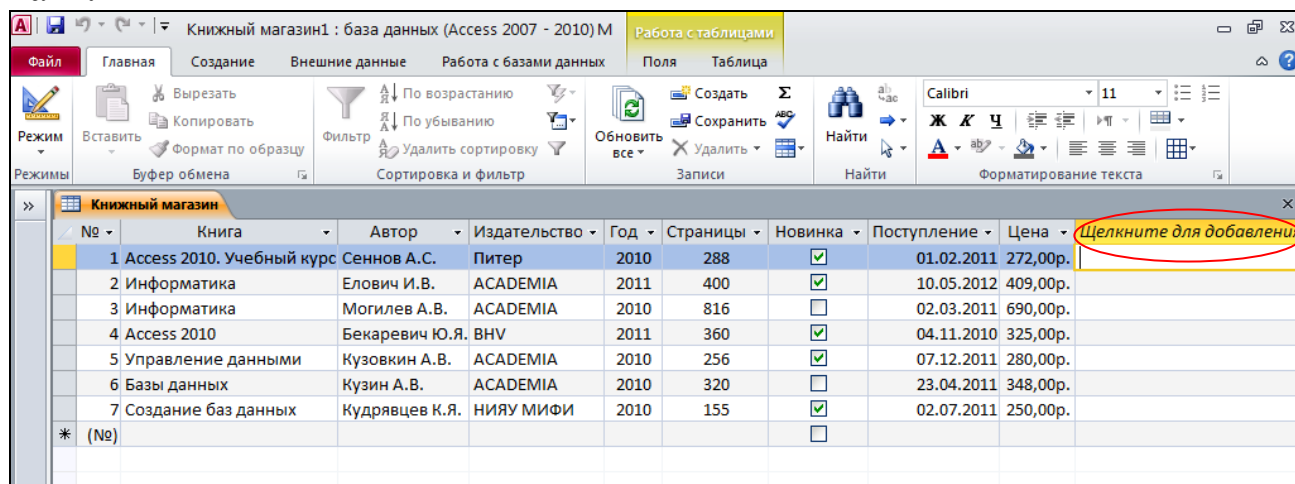 Книжный магазин1 : база данных (Access 2007 - 2010) М Работа с таблицами
Файл Главная Создание Внешние данные Работа с базами данных Поля Таблица
Режим
Режимы
Вставить
Вырезать
Копировать
Формат по образцу
Буфер обмена
Фильтр
По возрастанию
По убыванию
Удалить сортировку
Сортировка и фильтр
Обновить все
Создать
Сохранить
Удалить
Записи
Найти
Найти
Calibri 11
Ж К Ч
Форматирование текста
Книжный магазин
№ Книга Автор Издательство Год Страницы Новинка Поступление Цена Щелкните для добавления
1 Access 2010. Учебный курс Сеннов А.С. Питер 2010 288 01.02.2011 272,00р.
2 Информатика Елович И.В. ACADEMIA 2011 400 10.05.2012 409,00р.
3 Информатика Могилев А.В. ACADEMIA 2010 816 02.03.2011 690,00р.
4 Access 2010 Бекаревич Ю.Я. BHV 2011 360 04.11.2010 325,00р.
5 Управление данными Кузовкин А.В. ACADEMIA 2010 256 07.12.2011 280,00р.
6 Базы данных Кузин А.В. ACADEMIA 2010 320 23.04.2011 348,00р.
7 Создание баз данных Кудрявцев К.Я. НИЯУ МИФИ 2010 155 02.07.2011 250,00р.
(№)